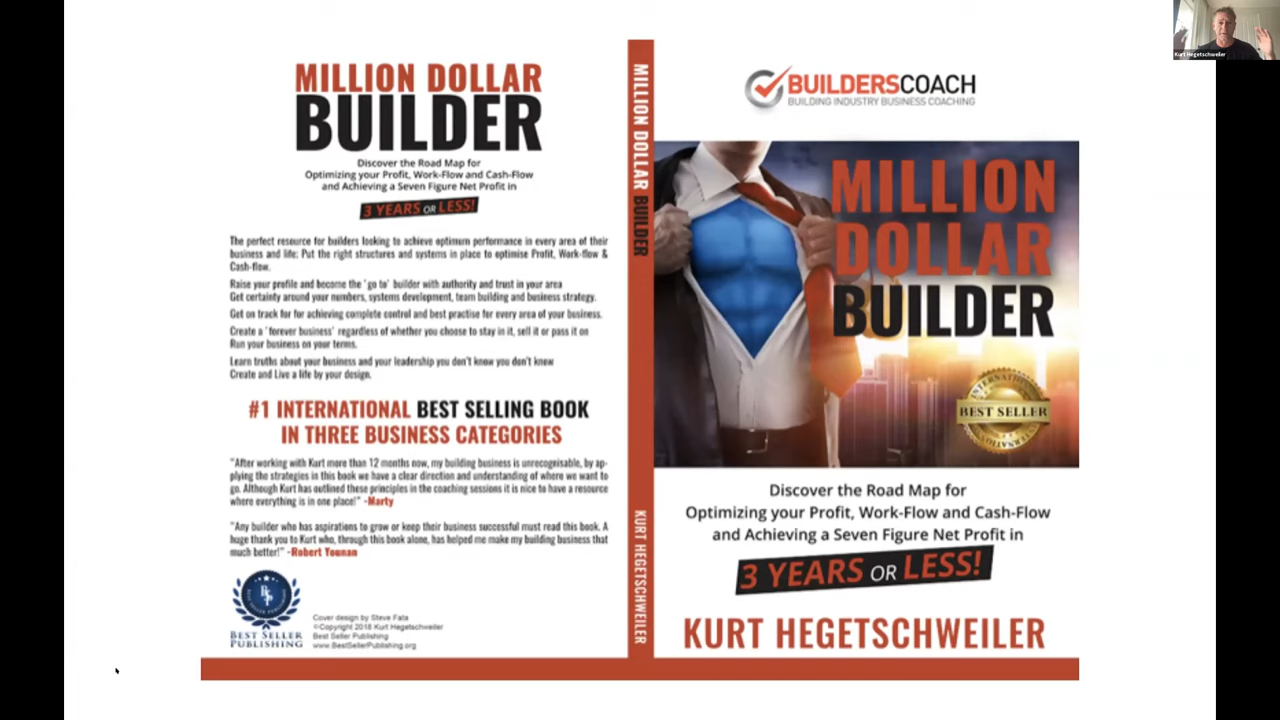 MILLION DOLLAR
BUILDER
Discover the Road Map for
Optimizing your Profit, Work-Flow and Cash-Flow
and Achieving a Seven Figure Net Profit in
3 YEARS OR LESS!
The perfect resource for builders looking to achieve optimum performance in every area of their
business and life; Put the right structures and systems in place to optimise Profit, Work-flow &
Cash-flow.
Raise your profile and become the 'go to' builder with authority and trust in your area
Get certainty around your numbers, systems development, team building and business strategy.
Get on track for for achieving complete control and best practise for every area of your business.
Create a 'forever business' regardless of whether you choose to stay in it, sell it or pass it on
Run your business on your terms.
Learn truths about your business and your leadership you don't know you don't know
Create and Live a life by your design.
#1 INTERNATIONAL BEST SELLING BOOK
IN THREE BUSINESS CATEGORIES
"After working with Kurt more than 12 months now, my building business is unrecognisable, by ap-
plying the strategies in this book we have a clear direction and understanding of where we want to
go. Although Kurt has outlined these principles in the coaching sessions it is nice to have a resource
where everything is in one place!" -Marty
"Any builder who has aspirations to grow or keep their business successful must read this book. A
huge thank you to Kurt who, through this book alone, has helped me make my building business that
much better!" -Robert Younan
BEST SELLER
PUBLISHING
Cover design by Steve Fata
©Copyright 2018 Kurt Hegetschweiler
Best Seller Publishing
www.BestSellerPublishing.org
MILLION DOLLAR BUILDER
KURT HEGETSCHWEILER
BUILDERSCOACH
BUILDING INDUSTRY BUSINESS COACHING
MILLION
DOLLAR
BUILDER
INTERNATIONAL
BEST SELLER
INTERNATIONAL
Discover the Road Map for
Optimizing your Profit, Work-Flow and Cash-Flow
and Achieving a Seven Figure Net Profit in
3 YEARS OR LESS!
KURT HEGETSCHWEILER
Kurt Hegetschweiler